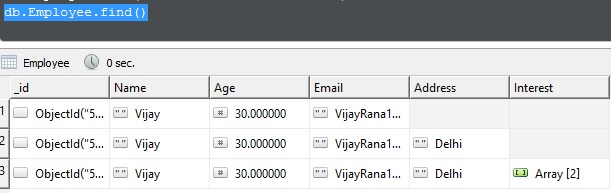 db.Employee.find()
Employee 0 sec.
_id Name Age Email Address Interest
1 ObjectId("5... "" Vijay # 30.000000 "" VijayRana1...
2 ObjectId("5... "" Vijay # 30.000000 "" VijayRana1... "" Delhi
3 ObjectId("5... "" Vijay # 30.000000 "" VijayRana1... "" Delhi Array [2]